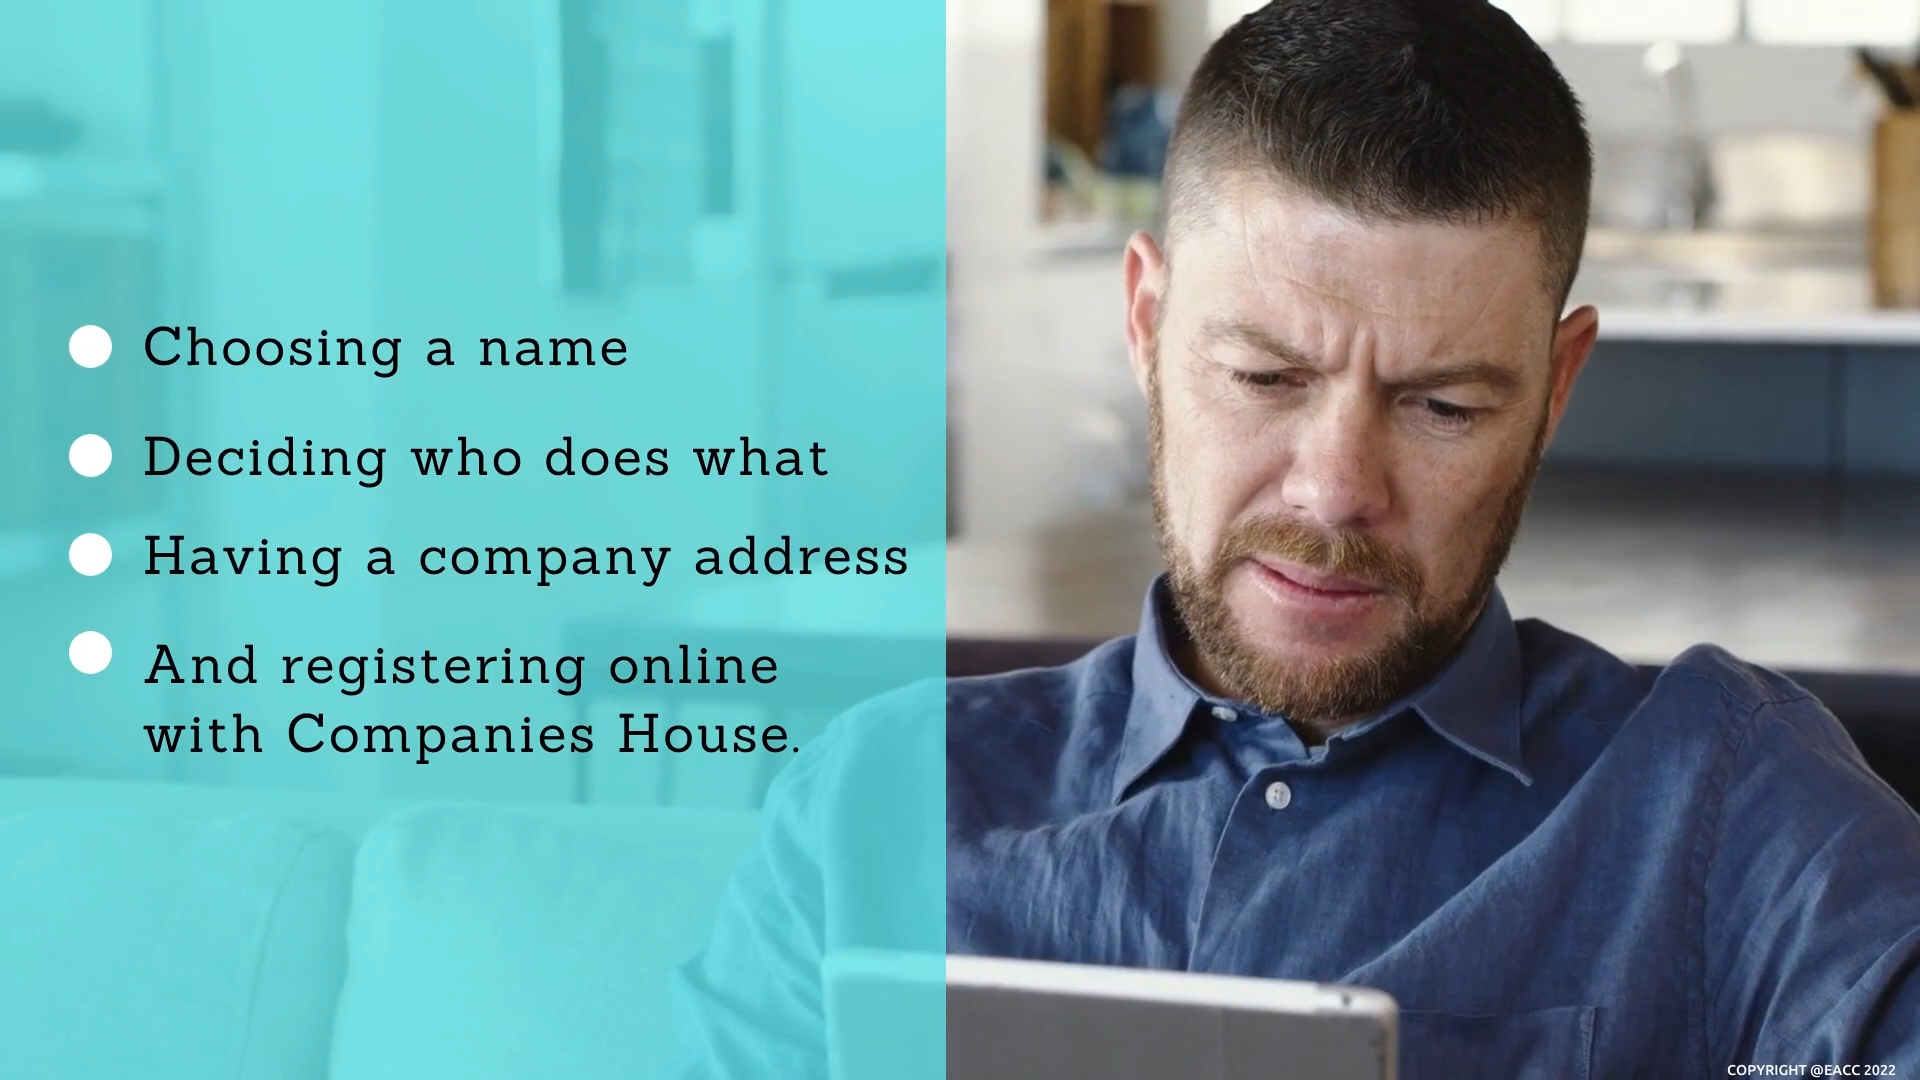 Choosing a name
Deciding who does what
Having a company address
And registering online
with Companies House.
COPYRIGHT @EACC 2022